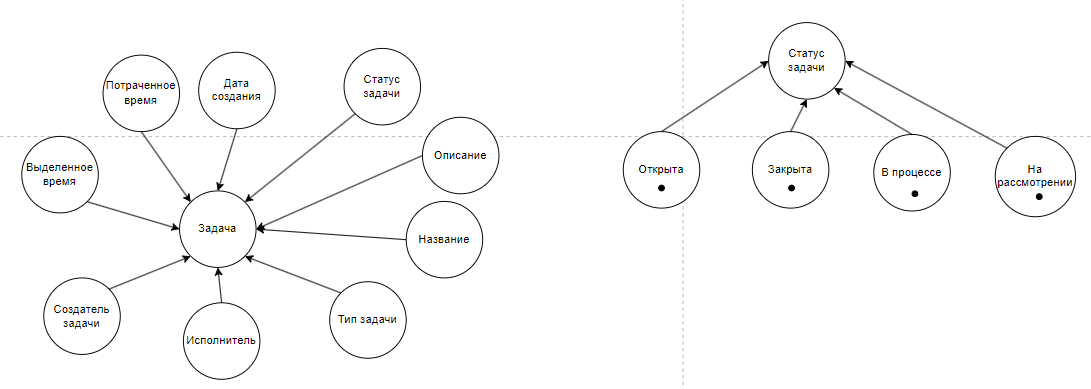 Потраченное
время
Дата
создания
Статус
задачи
Описание
Выделенное
время
Задача
Название
Создатель
задачи
Исполнитель
Тип задачи
Статус
задачи
Открыта
Закрыта
В процессе
На
рассмотрении